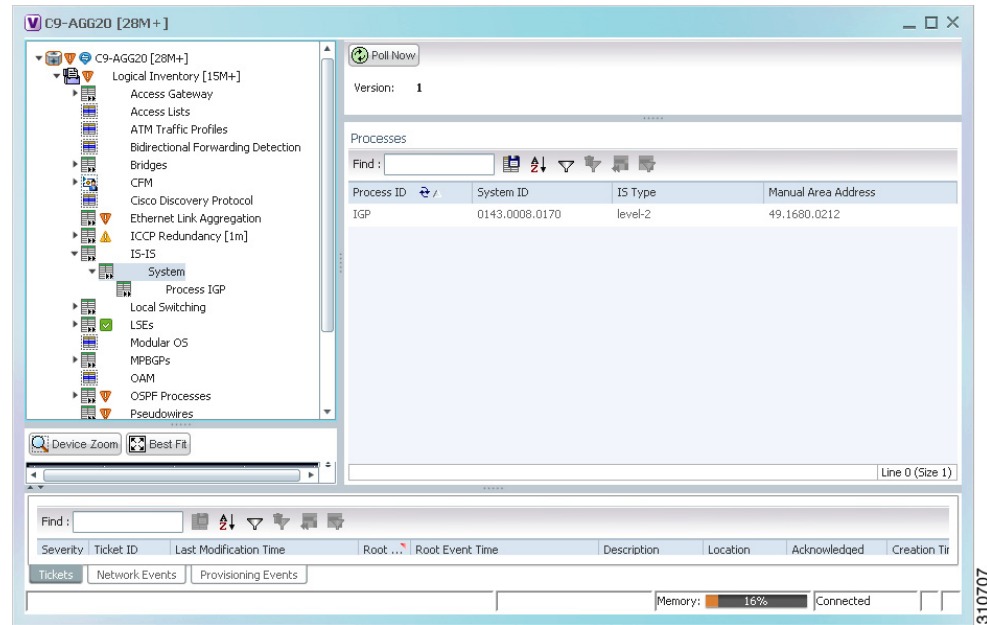 C9-AGG20 [28M+]
C9-AGG20 [28M+]
Logical Inventory [15M+]
Access Gateway
Access Lists
ATM Traffic Profiles
Bidirectional Forwarding Detection
Bridges
CFM
Cisco Discovery Protocol
Ethernet Link Aggregation
ICCP Redundancy [1m]
IS-IS
System
Process IGP
Local Switching
LSEs
Modular OS
MPBGPs
OAM
OSPF Processes
Pseudowires
Device Zoom Best Fit
Poll Now
Version: 1
Processes
Find :
Process ID System ID IS Type Manual Area Address
IGP 0143.0008.0170 level-2 49.1680.0212
Line 0 (Size 1)
Find :
Severity Ticket ID Last Modification Time Root ... Root Event Time Description Location Acknowledged Creation Tir
Tickets Network Events Provisioning Events
Memory: 16% Connected
310707